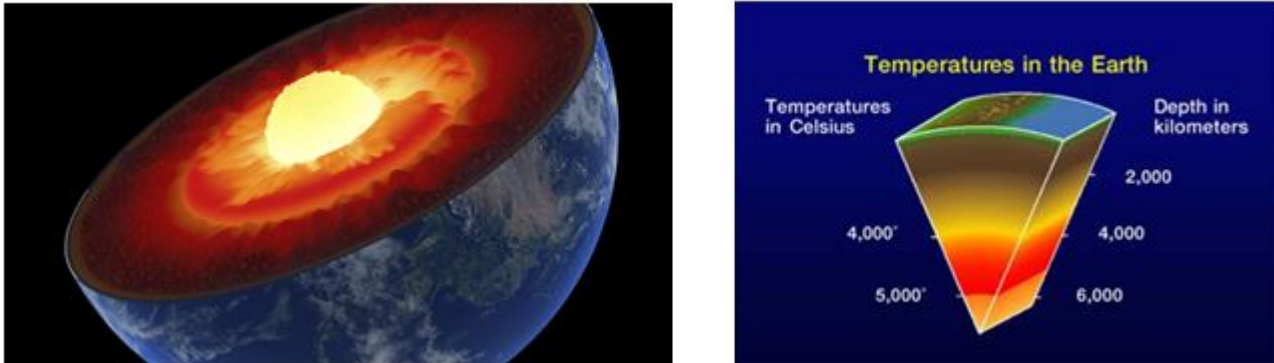 Temperatures in the Earth
Temperatures
in Celsius
Depth in
kilometers
2,000
4,000°
4,000
5,000°
6,000